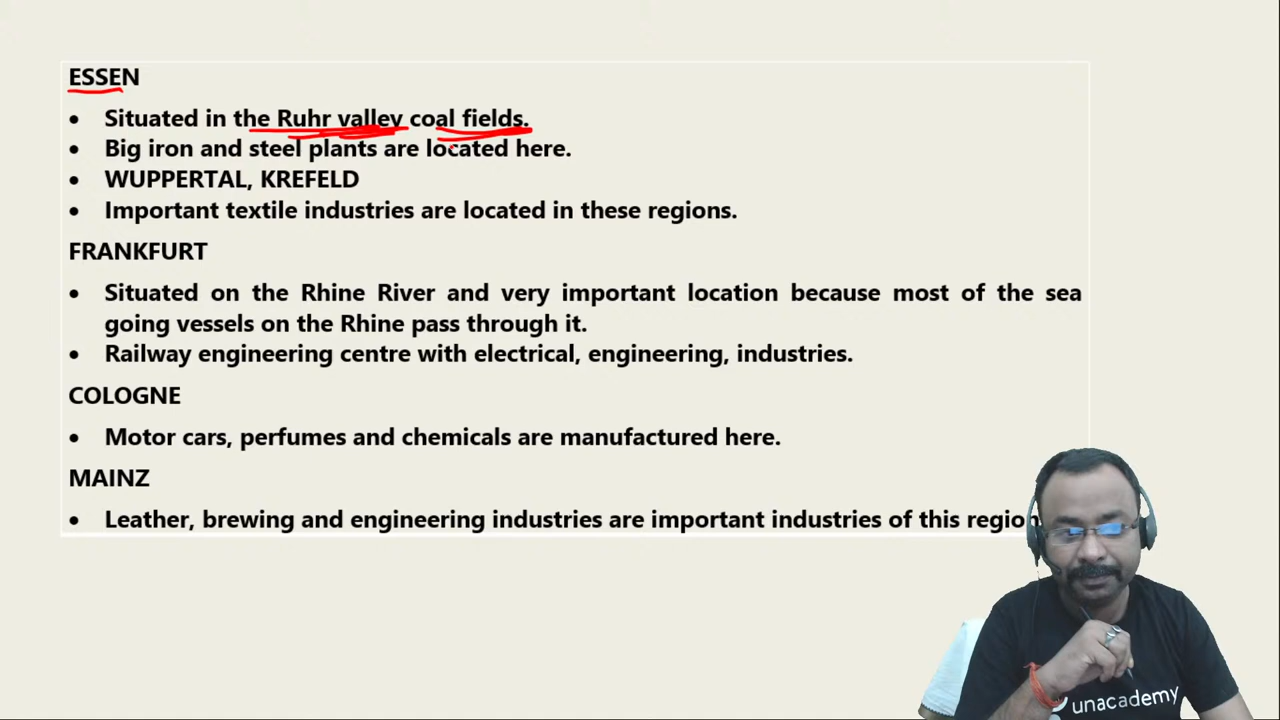 ESSEN
• Situated in the Ruhr valley coal fields.
• Big iron and steel plants are located here.
• WUPPERTAL, KREFELD
• Important textile industries are located in these regions.
FRANKFURT
• Situated on the Rhine River and very important location because most of the sea
going vessels on the Rhine pass through it.
• Railway engineering centre with electrical, engineering, industries.
COLOGNE
• Motor cars, perfumes and chemicals are manufactured here.
MAINZ
• Leather, brewing and engineering industries are important industries of this
unacademy